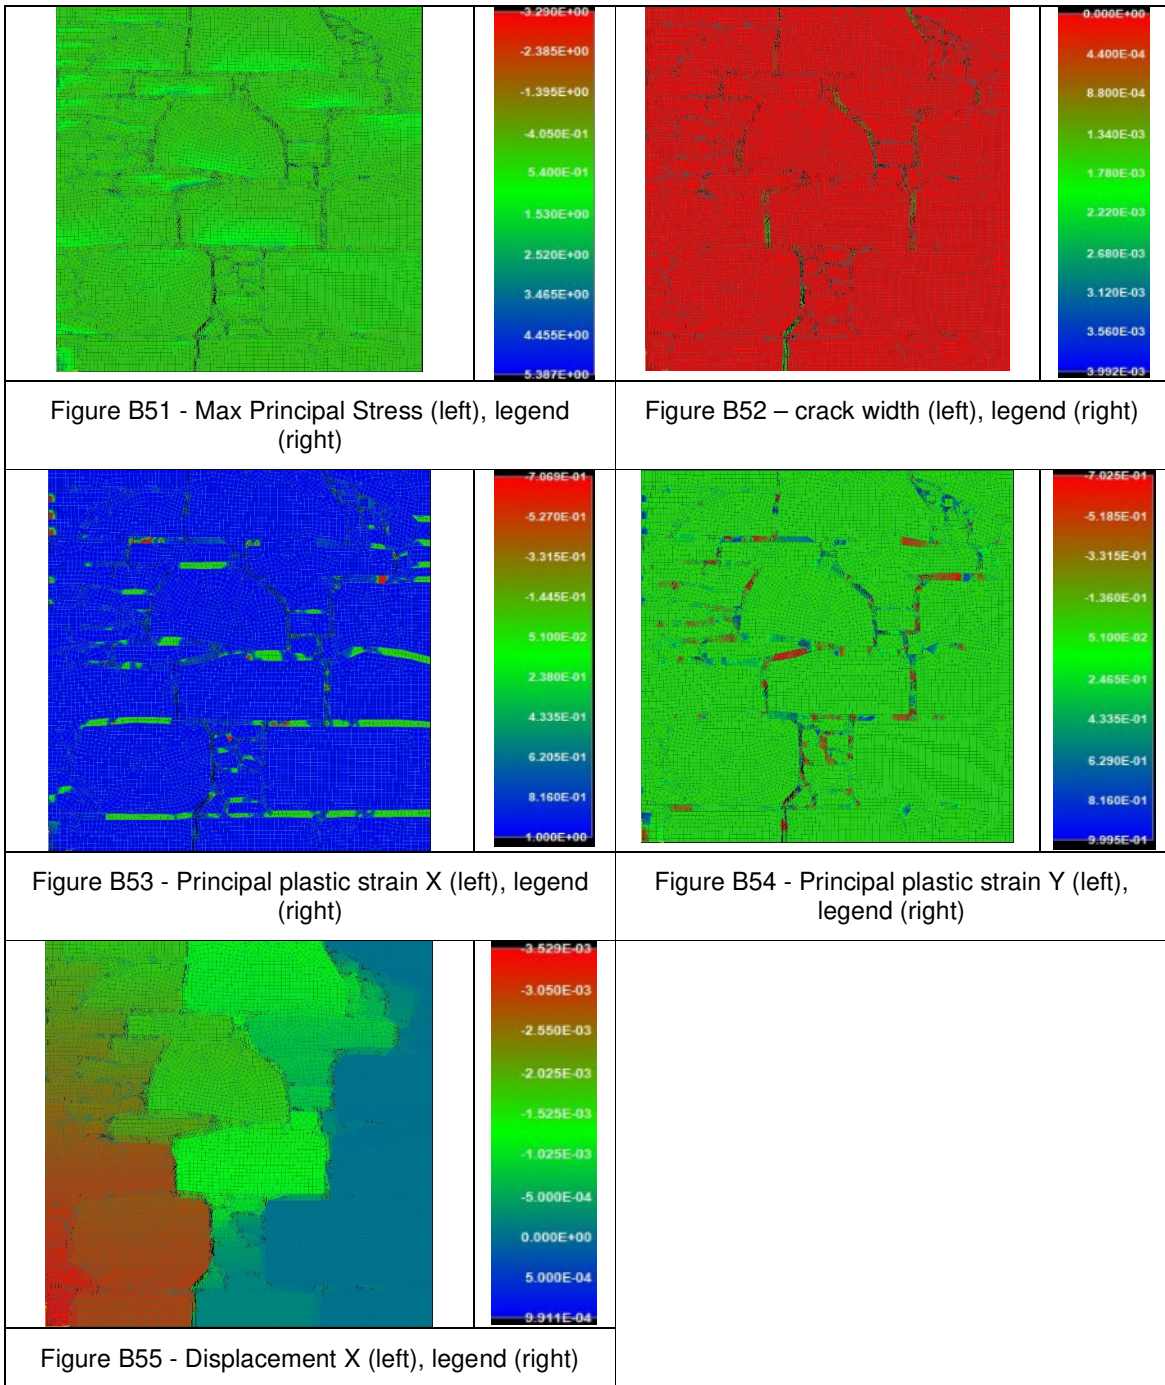 -3.290E+00
-2.385E+00
-1.395E+00
-4.050E-01
5.400E-01
1.530E+00
2.520E+00
3.465E+00
4.455E+00
5.387E+00
0.000E+00
4.400E-04
8.800E-04
1.340E-03
1.780E-03
2.220E-03
2.680E-03
3.120E-03
3.560E-03
3.992E-03
Figure B51 - Max Principal Stress (left), legend
(right)
Figure B52 – crack width (left), legend (right)
-7.069E-01
-5.270E-01
-3.315E-01
-1.445E-01
5.100E-02
2.380E-01
4.335E-01
6.205E-01
8.160E-01
1.000E+00
-7.025E-01
-5.185E-01
-3.315E-01
-1.360E-01
5.100E-02
2.465E-01
4.335E-01
6.290E-01
8.160E-01
9.995E-01
Figure B53 - Principal plastic strain X (left), legend
(right)
Figure B54 - Principal plastic strain Y (left),
legend (right)
-3.529E-03
-3.050E-03
-2.550E-03
-2.025E-03
-1.525E-03
-1.025E-03
-5.000E-04
0.000E+00
5.000E-04
9.911E-04
Figure B55 - Displacement X (left), legend (right)